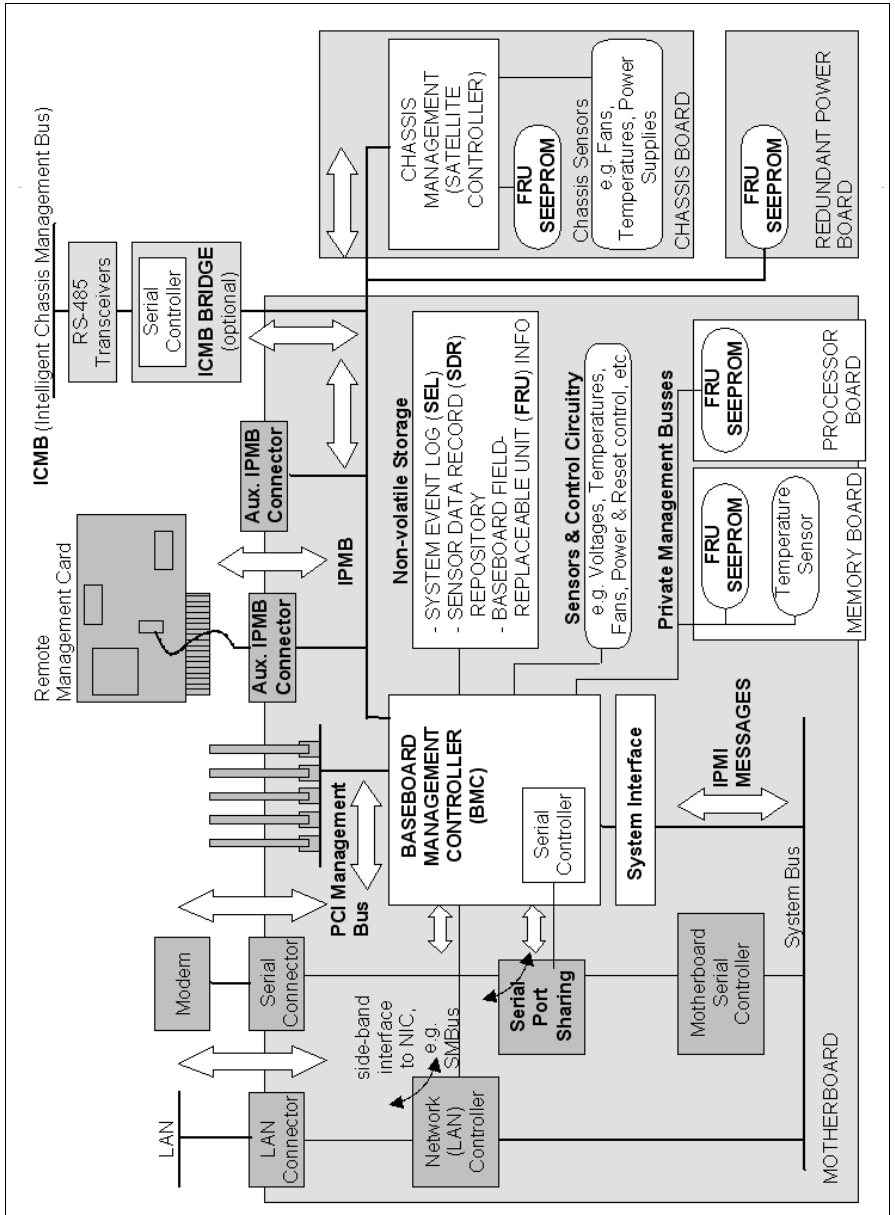 ICMB (Intelligent Chassis Management Bus)
RS-485
Transceivers
Serial
Controller
ICMB BRIDGE
(optional)
Remote
Management Card
Aux. IPMB
Connector
Aux. IPMB
Connector
IPMB
LAN
LAN
Connector
Modem
Serial
Connector
PCI Management
Bus
side-band
interface
to NIC,
e.g.
SMBus
Network
(LAN)
Controller
Serial
Port
Sharing
Motherboard
Serial
Controller
BASEBOARD
MANAGEMENT
CONTROLLER
(BMC)
Serial
Controller
System Interface
IPMI
MESSAGES
System Bus
MOTHERBOARD
Non-volatile Storage
- SYSTEM EVENT LOG (SEL)
- SENSOR DATA RECORD (SDR)
REPOSITORY
- BASEBOARD FIELD-
REPLACEABLE UNIT (FRU) INFO
Sensors & Control Circuitry
e.g. Voltages, Temperatures,
Fans, Power & Reset control, etc.
Private Management Busses
FRU
SEEPROM
Temperature
Sensor
MEMORY BOARD
FRU
SEEPROM
PROCESSOR
BOARD
CHASSIS
MANAGEMENT
(SATELLITE
CONTROLLER)
FRU
SEEPROM
Chassis Sensors
e.g. Fans,
Temperatures, Power
Supplies
CHASSIS BOARD
FRU
SEEPROM
REDUNDANT POWER
BOARD